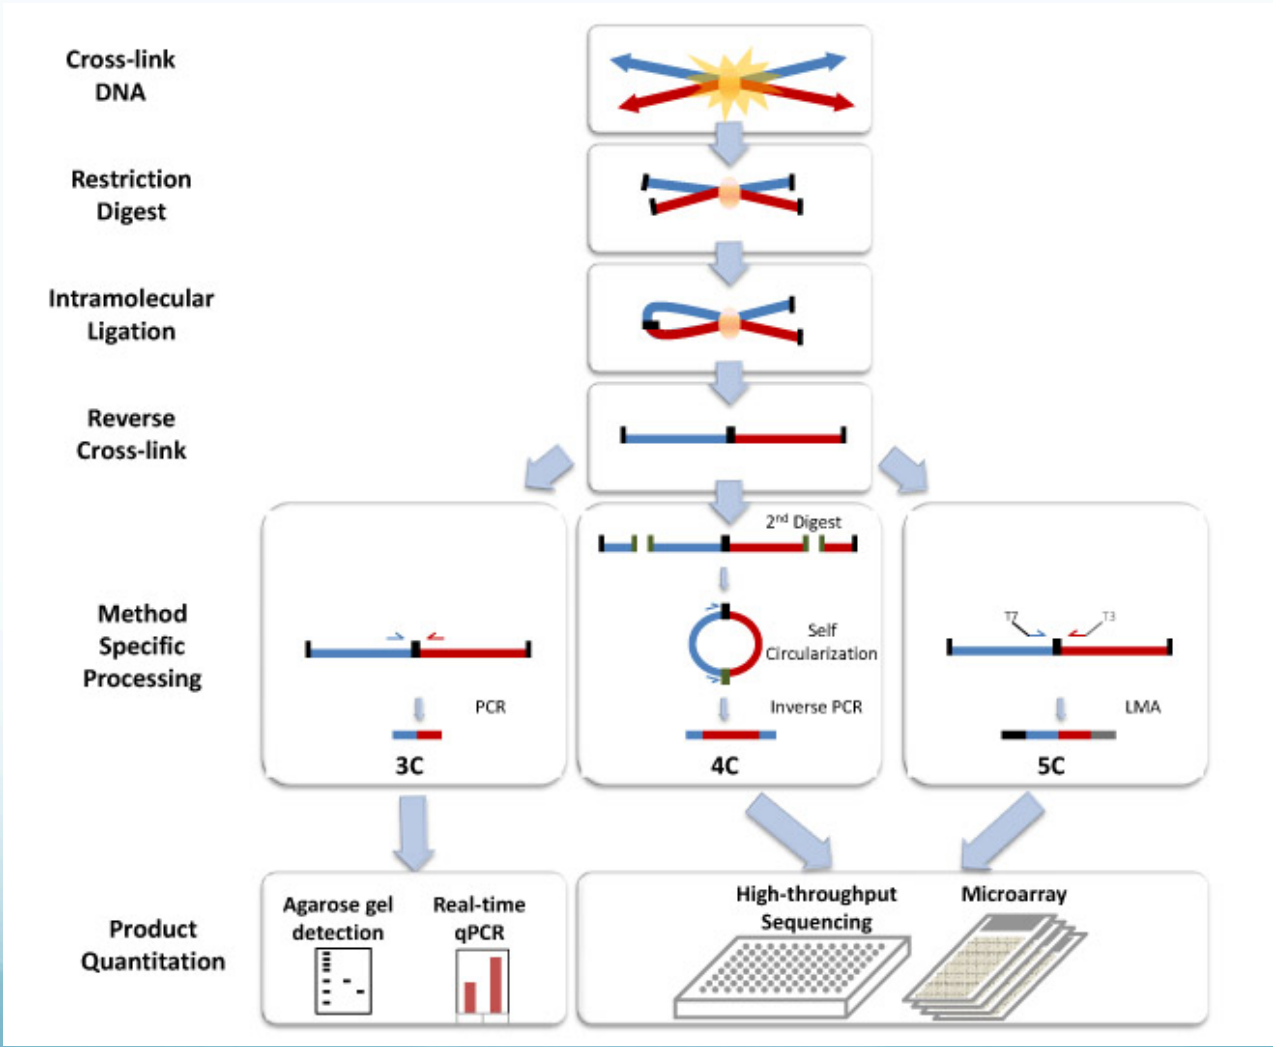 Cross-link
DNA
Restriction
Digest
Intramolecular
Ligation
Reverse
Cross-link
Method
Specific
Processing
PCR
3C
2nd Digest
Self
Circularization
Inverse PCR
4C
T7
T3
LMA
5C
Product
Quantitation
Agarose gel
detection
Real-time
qPCR
High-throughput
Sequencing
Microarray